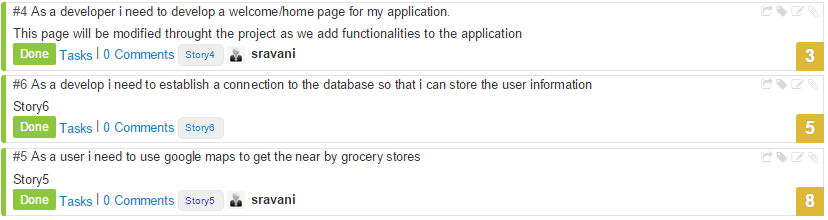 #4 As a developer i need to develop a welcome/home page for my application.
This page will be modified throught the project as we add functionalities to the application
Done Tasks | 0 Comments Story4 sravani 3
#6 As a develop i need to establish a connection to the database so that i can store the user information
Story6
Done Tasks | 0 Comments Story6 5
#5 As a user i need to use google maps to get the near by grocery stores
Story5
Done Tasks | 0 Comments Story5 sravani 8